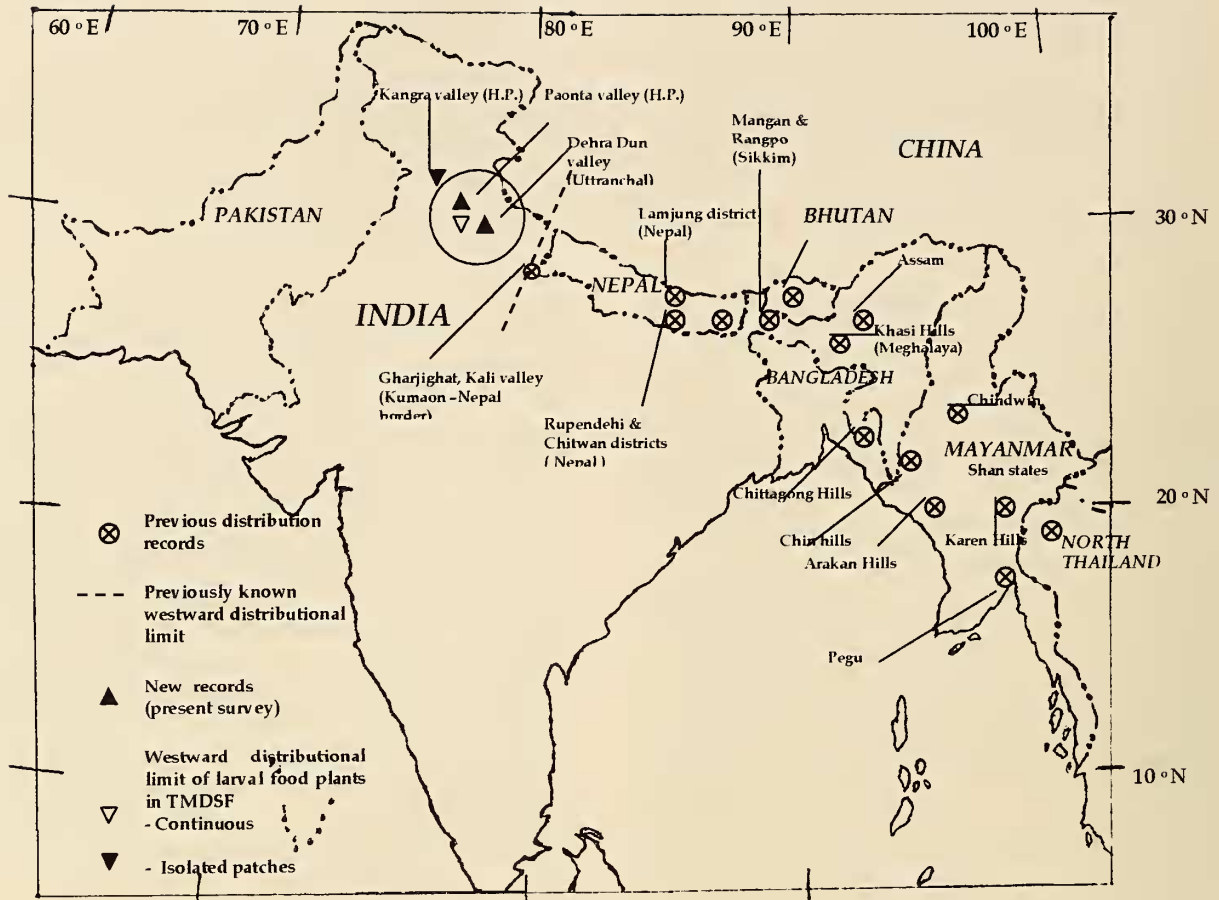 60 °E
70 °E
80 °E
90 °E
100 °E
Kangra valley (H.P.)
Paonta valley (H.P.)
Mangan &
Rangpo
(Sikkim)
CHINA
Dehra Dun
valley
(Uttranchal)
PAKISTAN
Lamjung district
(Nepal)
BHUTAN
30 °N
Assam
NEPAL
INDIA
Khasi Hills
(Meghalaya)
BANGLADESH
Gharjighat, Kali valley
(Kumaon -Nepal
border)
Chindwin
Rupendehi &
Chitwan districts
( Nepal )
MAYANMAR
Shan states
Chittagong Hills
20 °N
Chin hills
Karen Hills
Arakan Hills
NORTH
THAILAND
Pegu
10 °N
Previous distribution
records
Previously known
westward distributional
limit
New records
(present survey)
Westward distributional
limit of larval food plants
in TMDSF
- Continuous
- Isolated patches